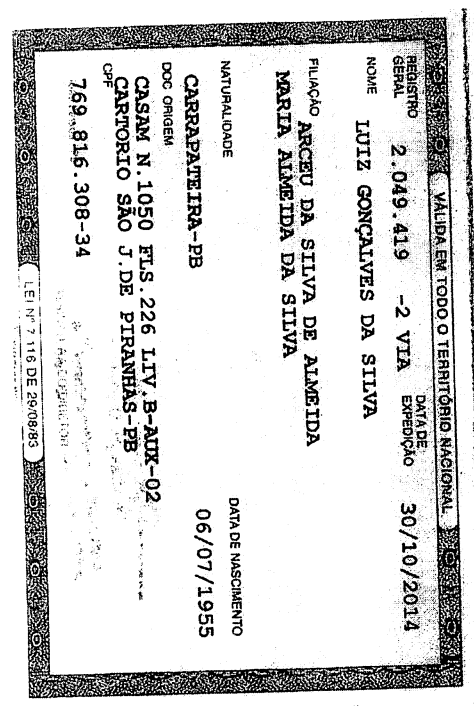 VÁLIDA EM TODO O TERRITÓRIO NACIONAL
REGISTRO GERAL 2.049.419 -2 VIA DATA DE EXPEDIÇÃO 30/10/2014
NOME LUIZ GONÇALVES DA SILVA
FILIAÇÃO ARCEU DA SILVA DE ALMEIDA
MARIA ALMEIDA DA SILVA
NATURALIDADE DATA DE NASCIMENTO
CARRAPATEIRA-PB 06/07/1955
DOC ORIGEM
CASAM N.1050 FLS.226 LIV.B-AUX-02
CARTORIO SÃO J.DE PIRANHAS-PB
CPF
769.816.308-34
LEI Nº 7.116 DE 29/08/83